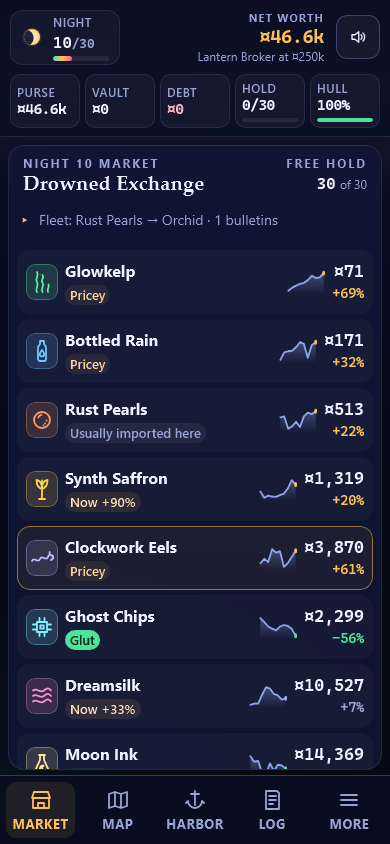 NIGHT
10/30
NET WORTH
¤46.6k
Lantern Broker at ¤250k
PURSE
¤46.6k
VAULT
¤0
DEBT
¤0
HOLD
0/30
HULL
100%
NIGHT 10 MARKET
Drowned Exchange
FREE HOLD
30 of 30
▸ Fleet: Rust Pearls → Orchid · 1 bulletins
Glowkelp
Pricey
¤71
+69%
Bottled Rain
Pricey
¤171
+32%
Rust Pearls
Usually imported here
¤513
+22%
Synth Saffron
Now +90%
¤1,319
+20%
Clockwork Eels
Pricey
¤3,870
+61%
Ghost Chips
Glut
¤2,299
−56%
Dreamsilk
Now +33%
¤10,527
+7%
Moon Ink
¤14,369
MARKET
MAP
HARBOR
LOG
MORE